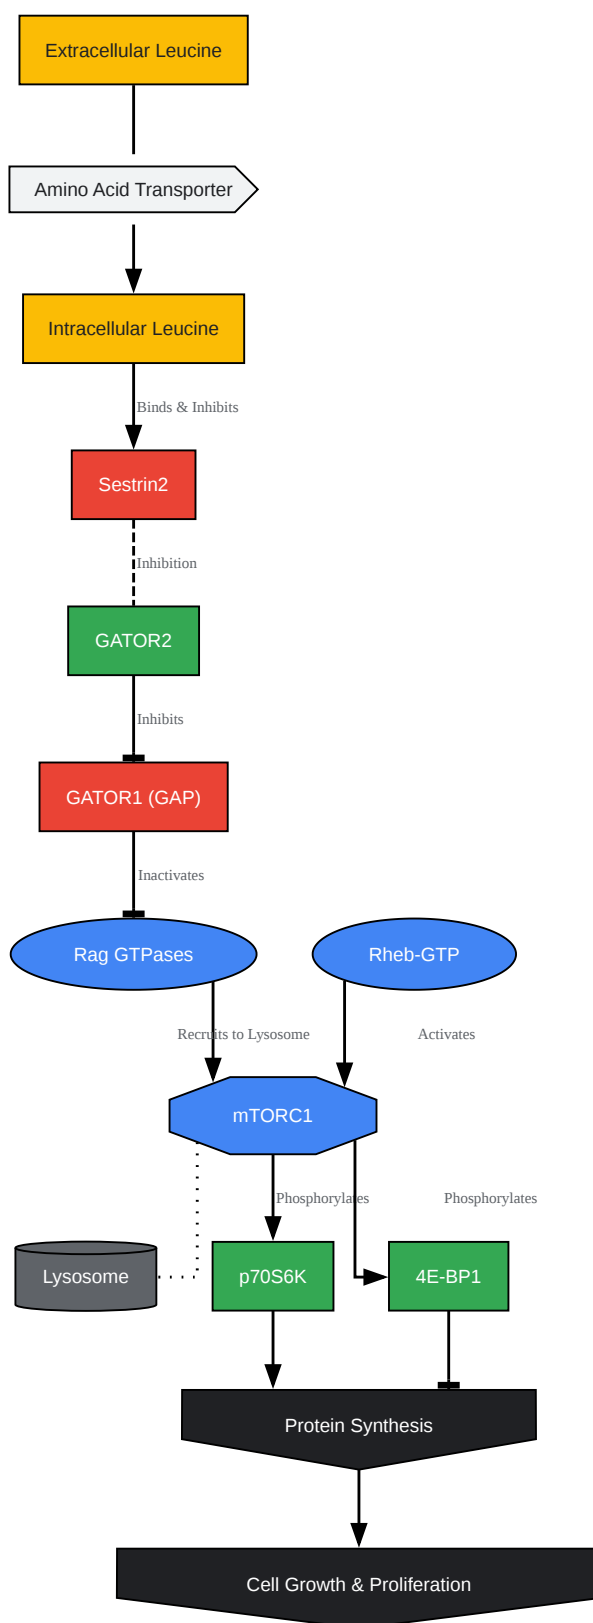 Extracellular Leucine
Amino Acid Transporter
Intracellular Leucine
Binds & Inhibits
Sestrin2
Inhibition
GATOR2
Inhibits
GATOR1 (GAP)
Inactivates
Rag GTPases
Rheb-GTP
Recruits to Lysosome
Activates
mTORC1
Phosphorylates
Phosphorylates
Lysosome
p70S6K
4E-BP1
Protein Synthesis
Cell Growth & Proliferation